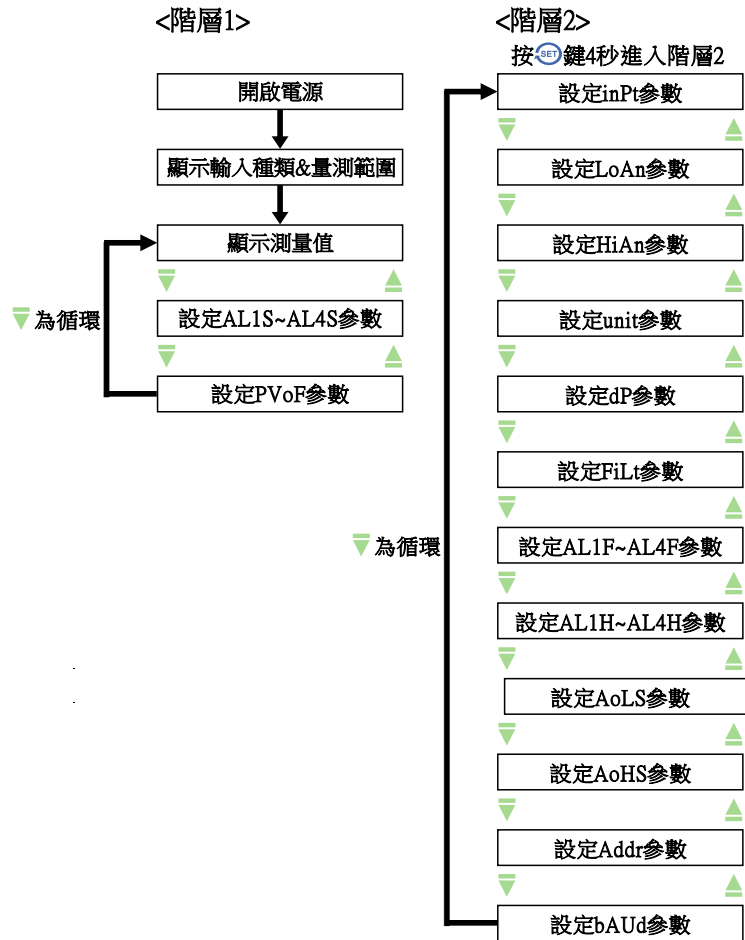 <階層1>
開啟電源
顯示輸入種類&量測範圍
顯示測量值
設定AL1S~AL4S參數
為循環
設定PVoF參數
<階層2>
按SET鍵4秒進入階層2
設定inPt參數
設定LoAn參數
設定HiAn參數
設定unit參數
設定dP參數
設定FiLt參數
設定AL1F~AL4F參數
為循環
設定AL1H~AL4H參數
設定AoLS參數
設定AoHS參數
設定Addr參數
設定bAUd參數